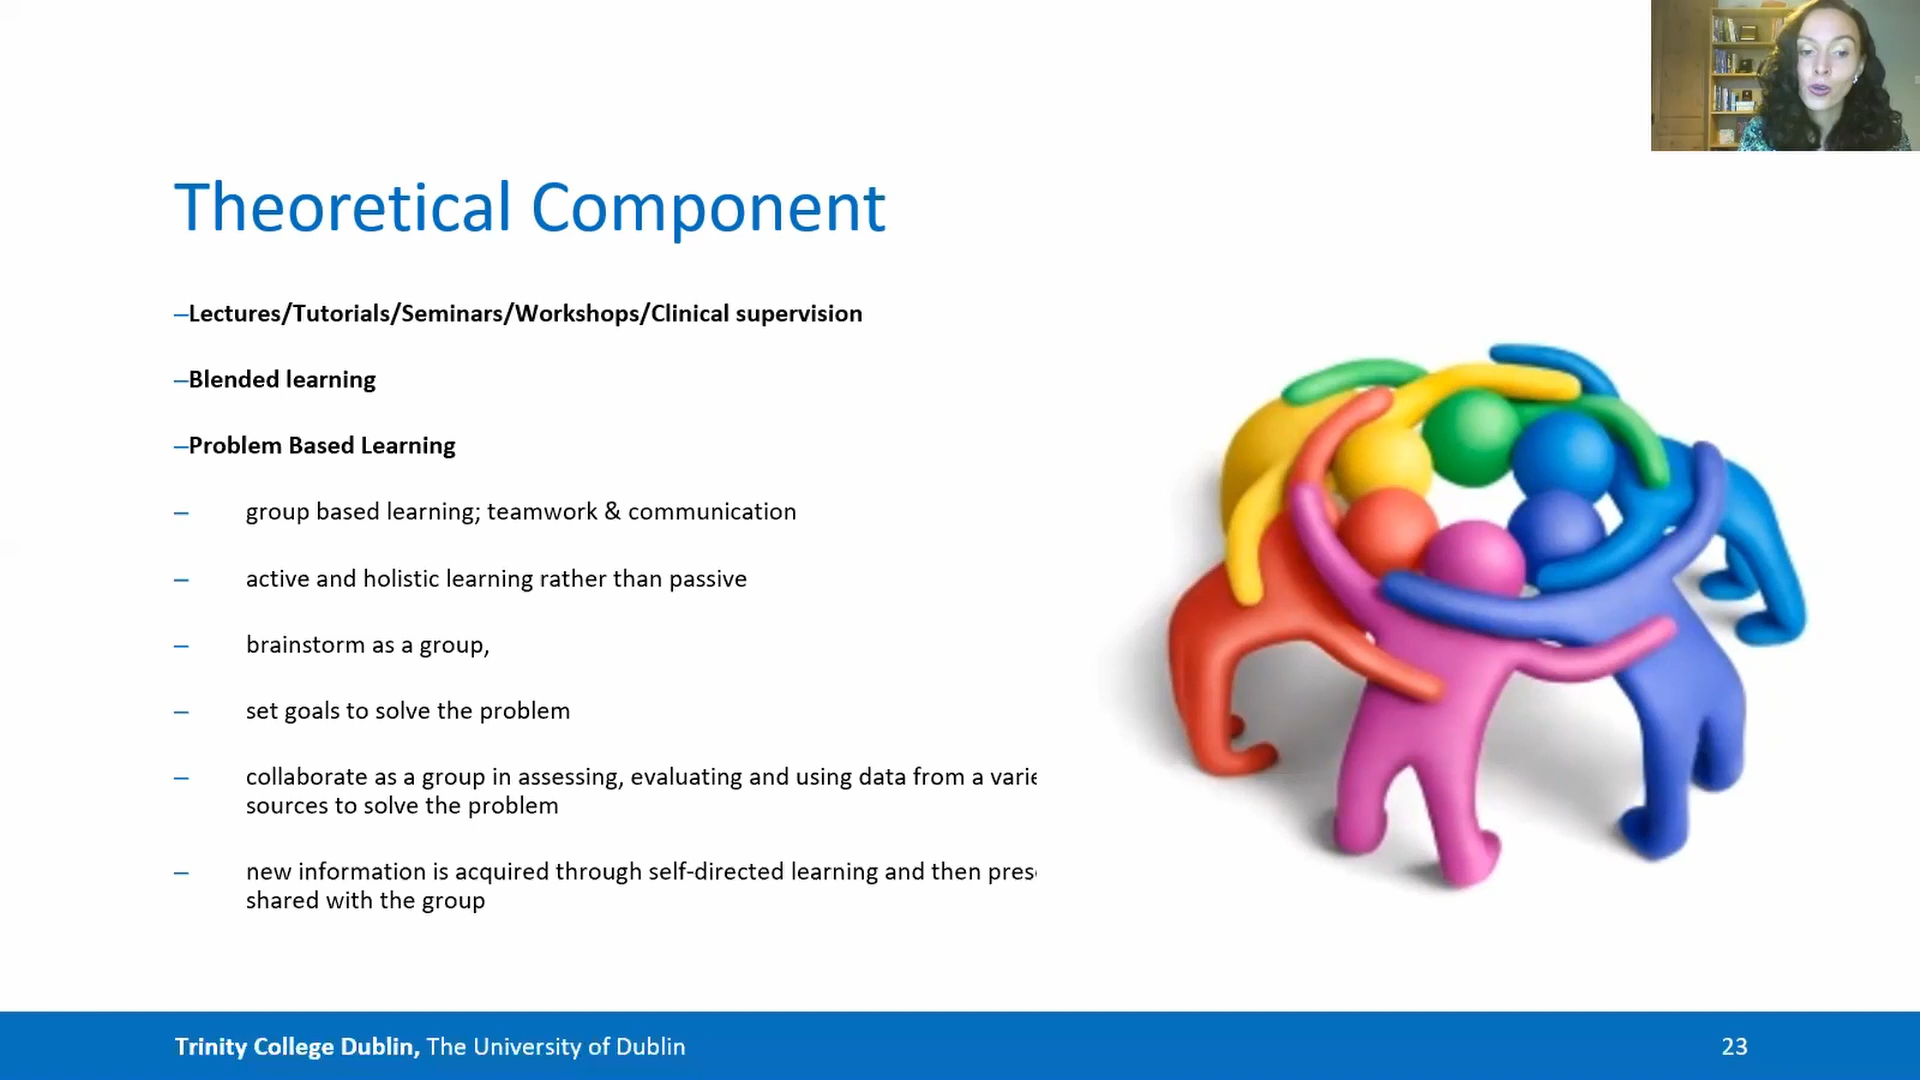 Theoretical Component
–Lectures/Tutorials/Seminars/Workshops/Clinical supervision
–Blended learning
–Problem Based Learning
– group based learning; teamwork & communication
– active and holistic learning rather than passive
– brainstorm as a group,
– set goals to solve the problem
– collaborate as a group in assessing, evaluating and using data from a
sources to solve the problem
– new information is acquired through self-directed learning and then
shared with the group
Trinity College Dublin, The University of Dublin
23